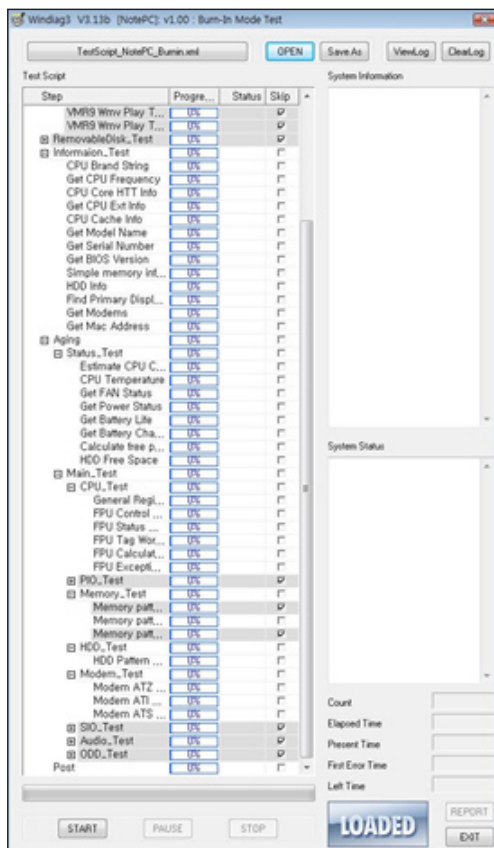 Windiag3 V3.13b [NotePC]: v1.00 : Burn-In Mode Test
TestScript_NotePC_Burnin.xml OPEN Save As ViewLog ClearLog
Test Script System Information
Step Progre... Status Skip
VMR9 Wmv Play T... 0%
VMR9 Wmv Play T... 0%
RemovableDisk_Test 0%
Informaion_Test 0%
CPU Brand String 0%
Get CPU Frequency 0%
CPU Core HTT Info 0%
Get CPU Ext Info 0%
CPU Cache Info 0%
Get Model Name 0%
Get Serial Number 0%
Get BIOS Version 0%
Simple memory inf... 0%
HDD Info 0%
Find Primary Displ... 0%
Get Modems 0%
Get Mac Address 0%
Aging 0%
Status_Test 0%
Estimate CPU C... 0%
CPU Temperature 0%
Get FAN Status 0%
Get Power Status 0%
Get Battery Life 0%
Get Battery Cha... 0%
Calculate free p... 0%
HDD Free Space 0%
System Status
Main_Test 0%
CPU_Test 0%
General Regi... 0%
FPU Control ... 0%
FPU Status ... 0%
FPU Tag Wor... 0%
FPU Calculat... 0%
FPU Excepti... 0%
PIO_Test 0%
Memory_Test 0%
Memory patt... 0%
Memory patt... 0%
Memory patt... 0%
HDD_Test 0%
HDD Pattern ... 0%
Modem_Test 0%
Modem ATZ ... 0%
Modem ATI ... 0%
Modem ATS ... 0%
SIO_Test 0%
Audio_Test 0%
ODD_Test 0%
Post 0%
Count
Elapsed Time
Present Time
First Error Time
Left Time
START PAUSE STOP LOADED REPORT
EXIT